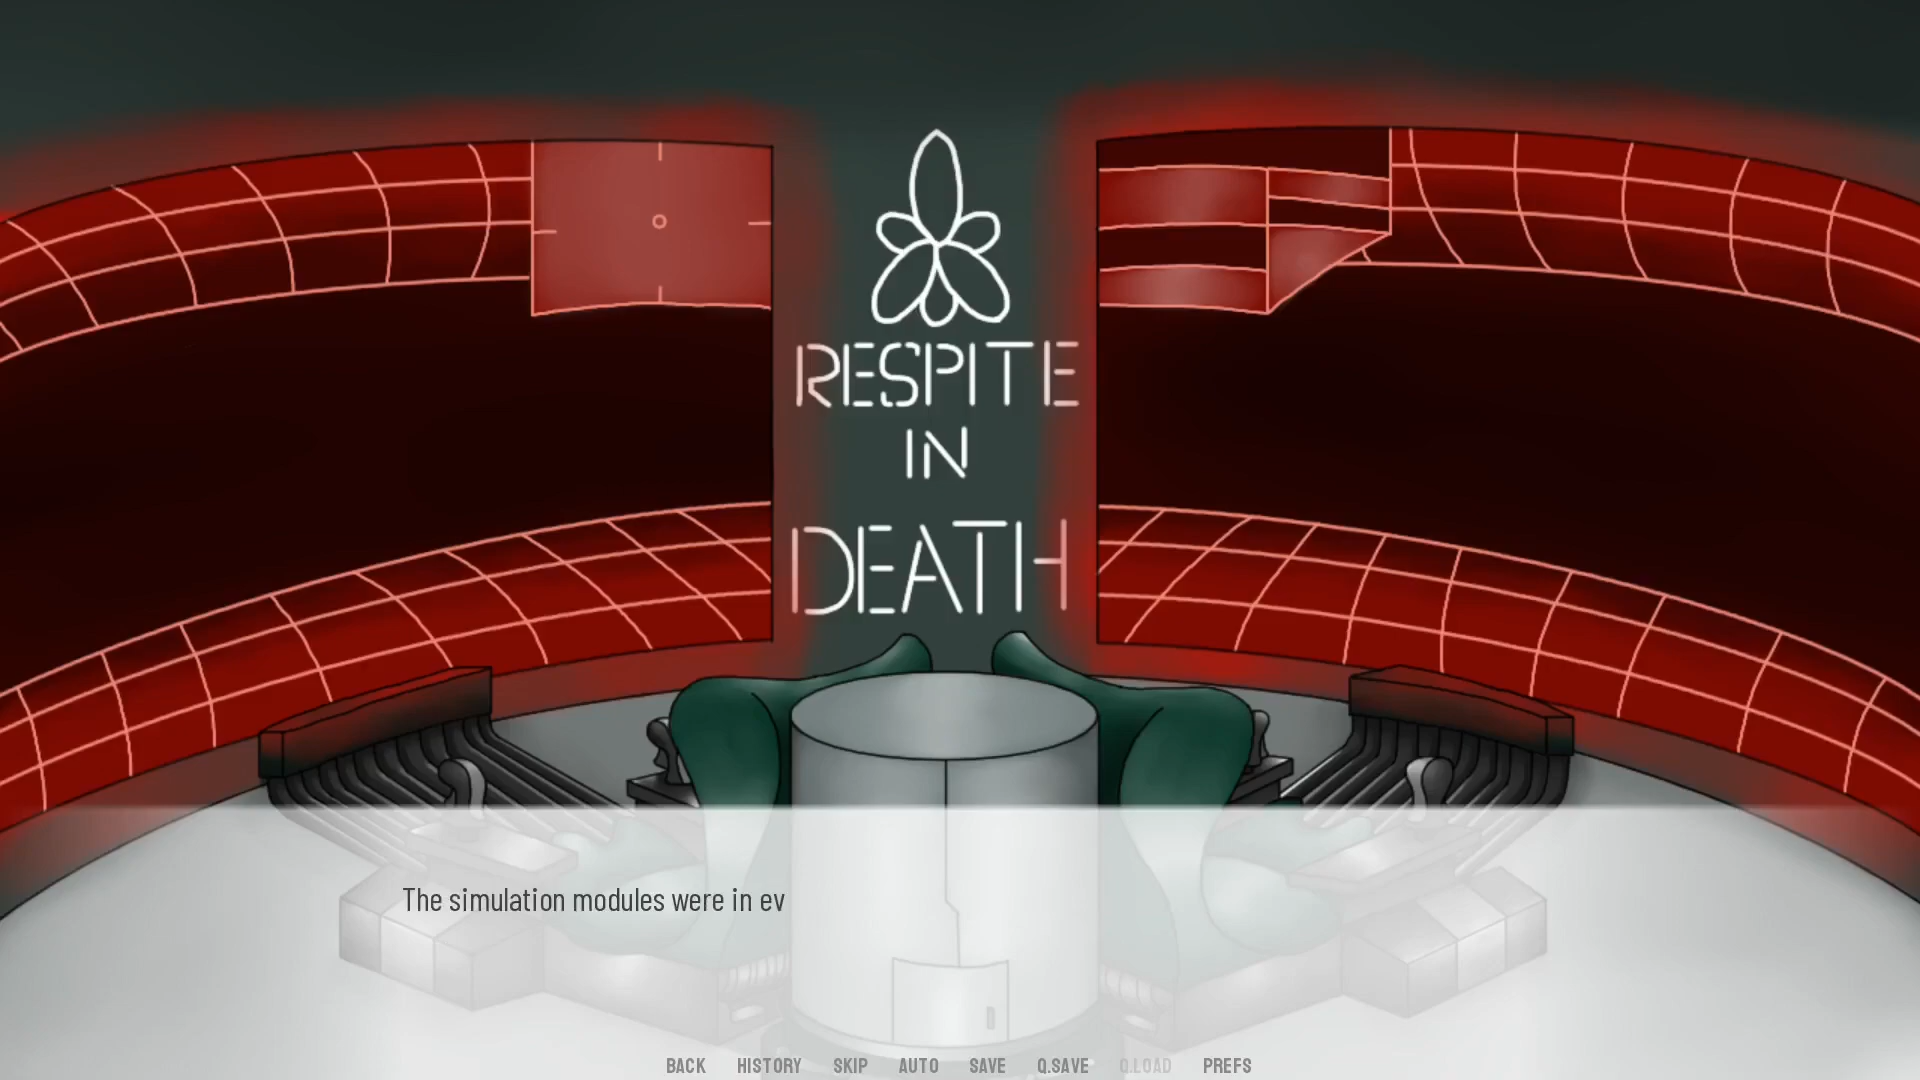 RESPITE
IN
DEATH
The simulation modules were in ev
BACK HISTORY SKIP AUTO SAVE Q.SAVE Q.LOAD PREFS